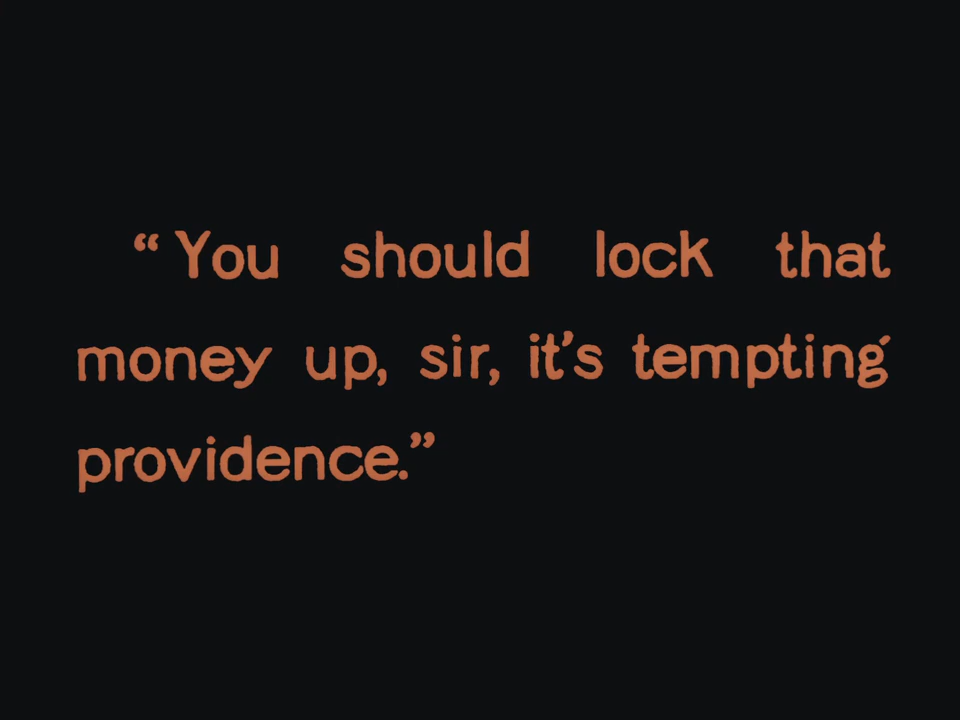 “You should lock that
money up, sir, it’s tempting
providence.”